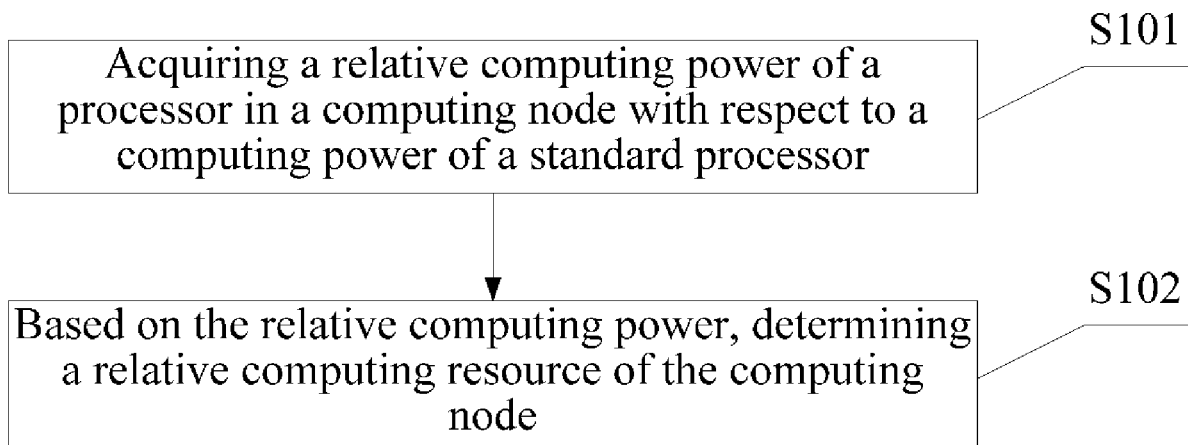 S101
Acquiring a relative computing power of a
processor in a computing node with respect to a
computing power of a standard processor
S102
Based on the relative computing power, determining
a relative computing resource of the computing
node